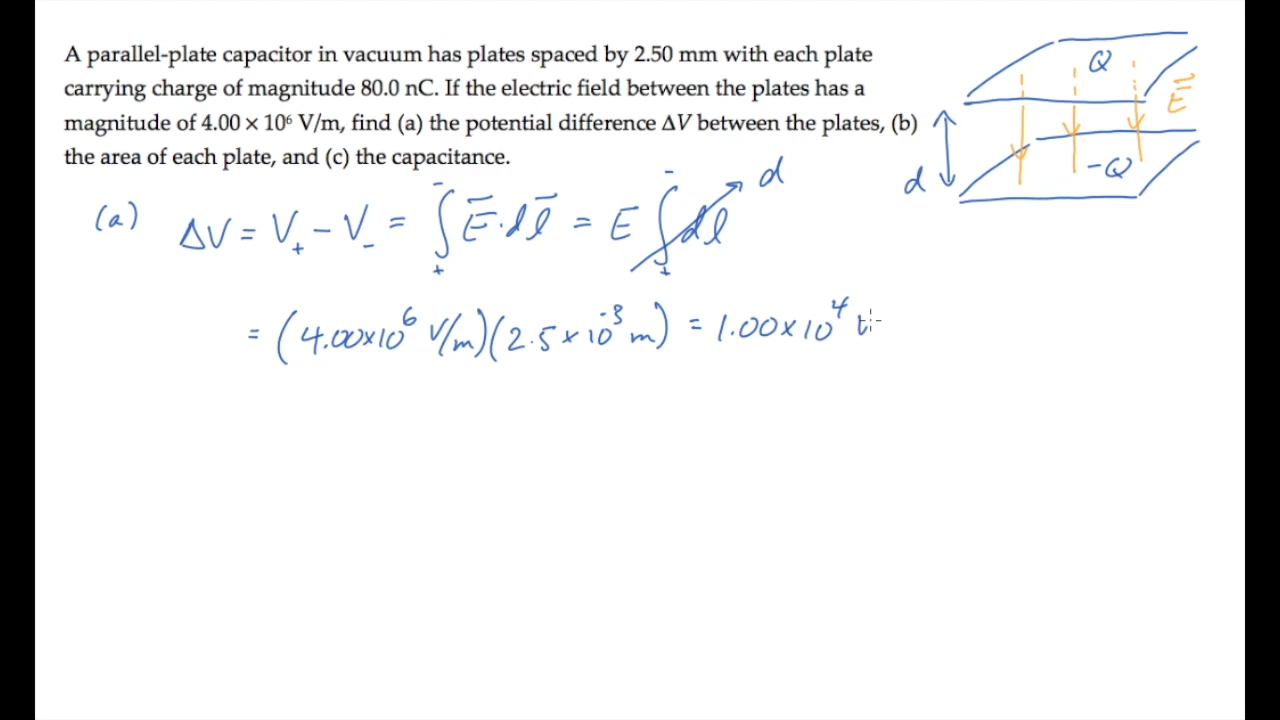 A parallel-plate capacitor in vacuum has plates spaced by 2.50 mm with each plate
carrying charge of magnitude 80.0 nC. If the electric field between the plates has a
magnitude of 4.00 × 10⁶ V/m, find (a) the potential difference ΔV between the plates, (b)
the area of each plate, and (c) the capacitance.
Q
E⃗
d
-Q
(a) ΔV = V₊ - V₋ = ∫₊⁻ E⃗·dl⃗ = E ∫₊⁻ dl d
= (4.00×10⁶ V/m)(2.5×10⁻³ m) = 1.00×10⁴